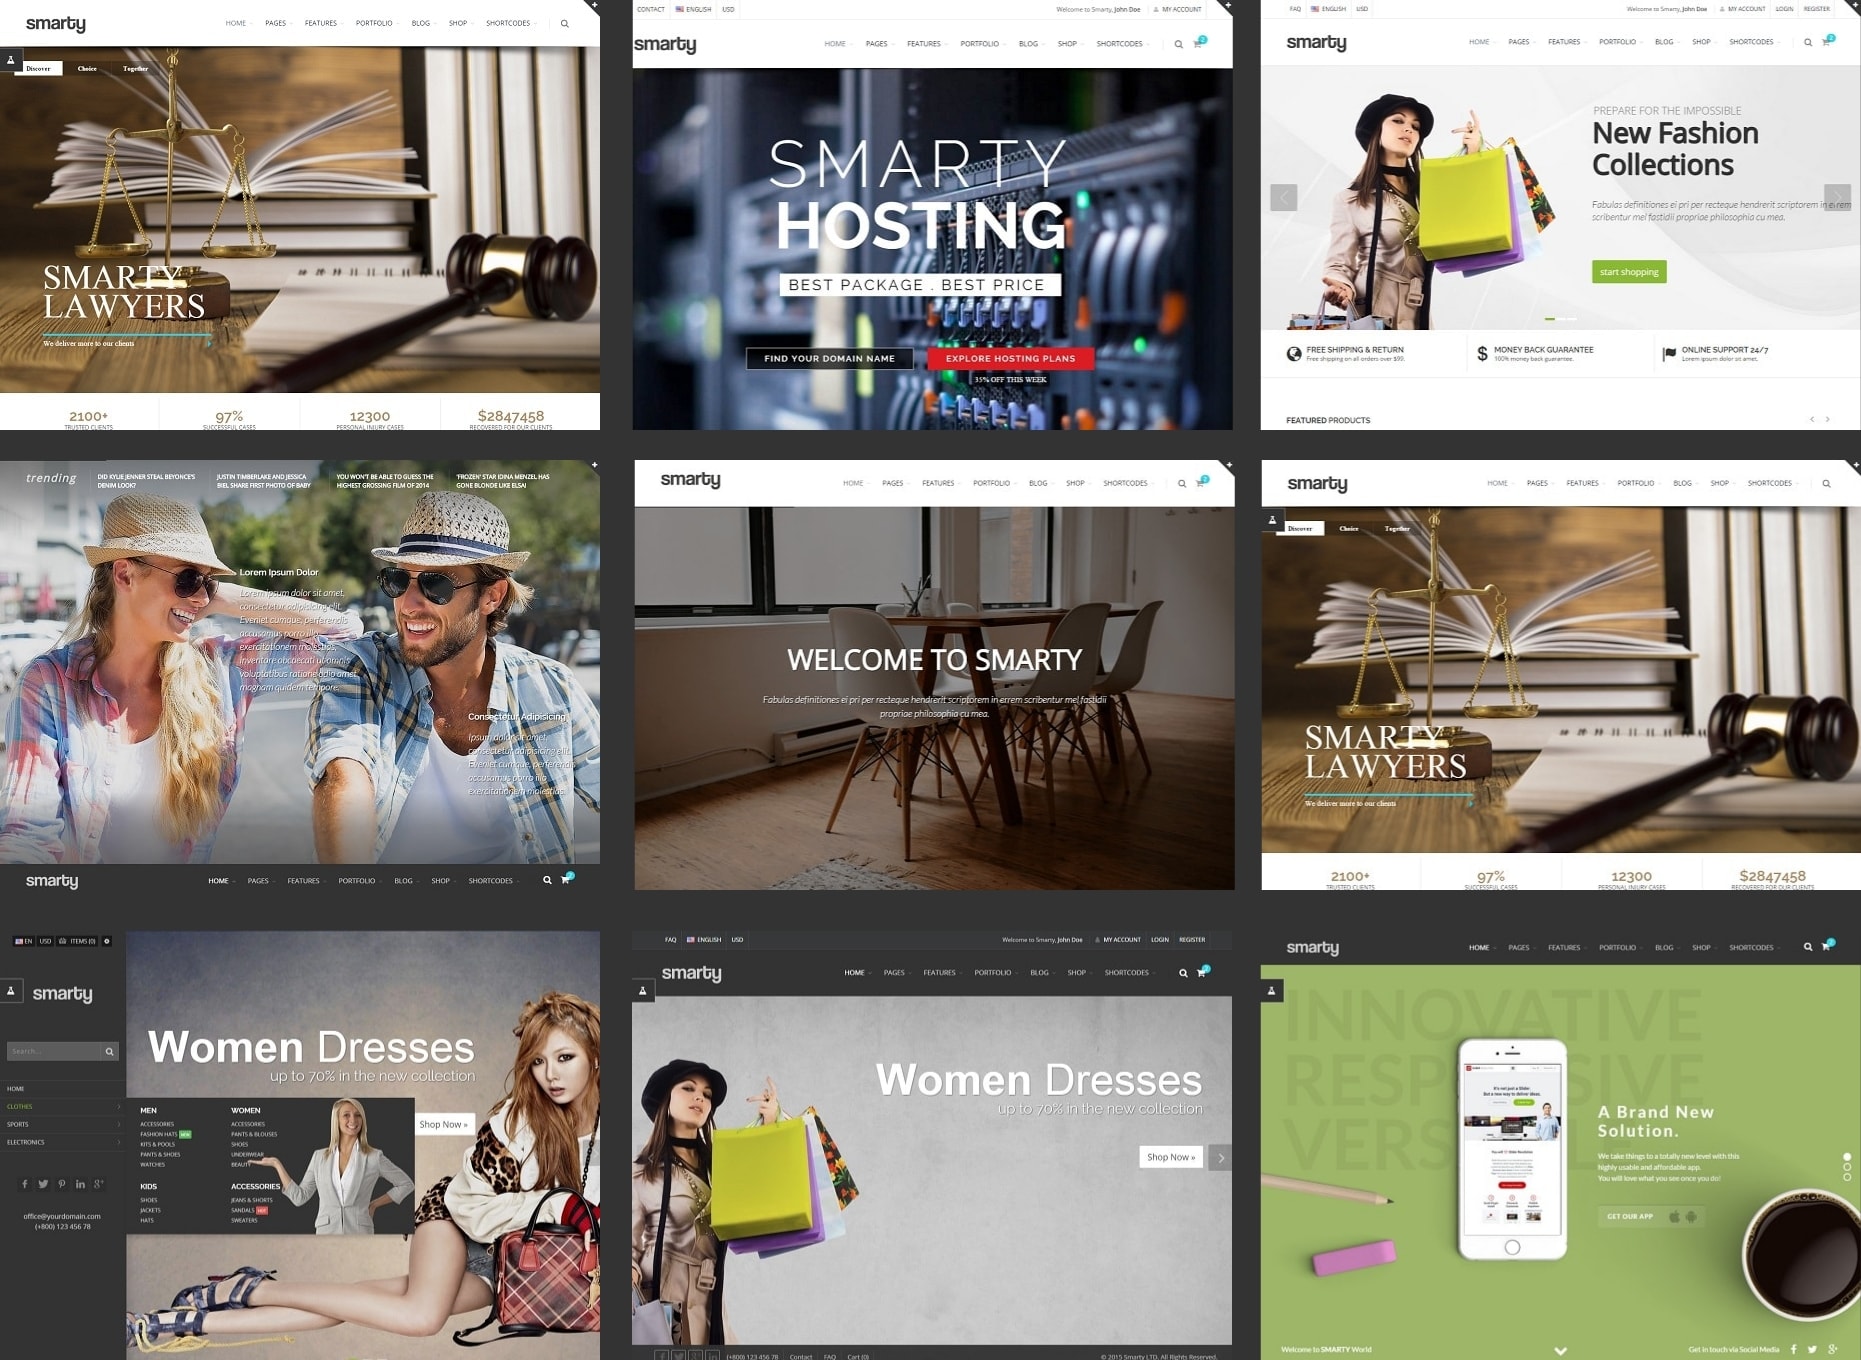 smarty
HOME PAGES FEATURES PORTFOLIO BLOG SHOP SHORTCODES
Discover Choice Together
SMARTY
LAWYERS
We deliver more to our clients
2100+ 97% 12300 $2847458
TRUSTED CLIENTS SUCCESSFUL CASES PERSONAL INJURY CASES RECOVERED FOR OUR CLIENTS
CONTACT ENGLISH USD Welcome to Smarty, John Doe MY ACCOUNT
smarty HOME PAGES FEATURES PORTFOLIO BLOG SHOP SHORTCODES 2
SMARTY
HOSTING
BEST PACKAGE . BEST PRICE
FIND YOUR DOMAIN NAME EXPLORE HOSTING PLANS
35% OFF THIS WEEK
FAQ ENGLISH USD Welcome to Smarty, John Doe MY ACCOUNT LOGIN REGISTER
smarty HOME PAGES FEATURES PORTFOLIO BLOG SHOP SHORTCODES 2
PREPARE FOR THE IMPOSSIBLE
New Fashion
Collections
Fabulas definitiones ei pri per recteque hendrerit scriptorem in errem
scribentur mel fastidii propriae philosophia cu mea.
start shopping
FREE SHIPPING & RETURN
Free shipping on all orders over $99.
$ MONEY BACK GUARANTEE
100% money back guarantee.
ONLINE SUPPORT 24/7
Lorem ipsum dolor sit amet.
FEATURED PRODUCTS
trending
DID KYLIE JENNER STEAL BEYONCE'S
DENIM LOOK?
JUSTIN TIMBERLAKE AND JESSICA
BIEL SHARE FIRST PHOTO OF BABY
YOU WON'T BE ABLE TO GUESS THE
HIGHEST GROSSING FILM OF 2014
'FROZEN' STAR IDINA MENZEL HAS
GONE BLONDE LIKE ELSA!
Lorem Ipsum Dolor
Lorem ipsum dolor sit amet,
consectetur adipisicing elit.
Eveniet cumque, perferendis
accusamus porro illo
exercitationem molestias,
inventore obcaecati ut omnis
voluptatibus ratione odio amet
magnam quidem tempore.
Consectetur Adipisicing
Ipsum dolor sit amet,
consectetur adipisicing elit.
Eveniet cumque, perferendis
accusamus porro illo
exercitationem molestias.
smarty HOME PAGES FEATURES PORTFOLIO BLOG SHOP SHORTCODES 2
smarty HOME PAGES FEATURES PORTFOLIO BLOG SHOP SHORTCODES 2
WELCOME TO SMARTY
Fabulas definitiones ei pri per recteque hendrerit scriptorem in errem scribentur mel fastidii
propriae philosophia cu mea.
smarty HOME PAGES FEATURES PORTFOLIO BLOG SHOP SHORTCODES
Discover Choice Together
SMARTY
LAWYERS
We deliver more to our clients
2100+ 97% 12300 $2847458
TRUSTED CLIENTS SUCCESSFUL CASES PERSONAL INJURY CASES RECOVERED FOR OUR CLIENTS
EN USD ITEMS (0)
smarty
Search...
HOME
CLOTHES
SPORTS
ELECTRONICS
office@yourdomain.com
(+800) 123 456 78
Women Dresses
up to 70% in the new collection
Shop Now »
MEN
ACCESSORIES
FASHION HATS NEW
KITS & POOLS
PANTS & SHOES
WATCHES
WOMEN
ACCESSORIES
PANTS & BLOUSES
SHOES
UNDERWEAR
BEAUTY
KIDS
SHOES
JACKETS
HATS
ACCESSORIES
JEANS & SHORTS
SANDALS HOT
SWEATERS
FAQ ENGLISH USD Welcome to Smarty, John Doe MY ACCOUNT LOGIN REGISTER
smarty HOME PAGES FEATURES PORTFOLIO BLOG SHOP SHORTCODES 2
Women Dresses
up to 70% in the new collection
Shop Now »
(+800) 123 456 78 Contact FAQ Cart (0) © 2015 Smarty LTD. All Rights Reserved.
smarty HOME PAGES FEATURES PORTFOLIO BLOG SHOP SHORTCODES 2
INNOVATIVE
A Brand New
Solution.
We take things to a totally new level with this
highly usable and affordable app.
You will love what you see once you do!
GET OUR APP
Welcome to SMARTY World
Get in touch via Social Media